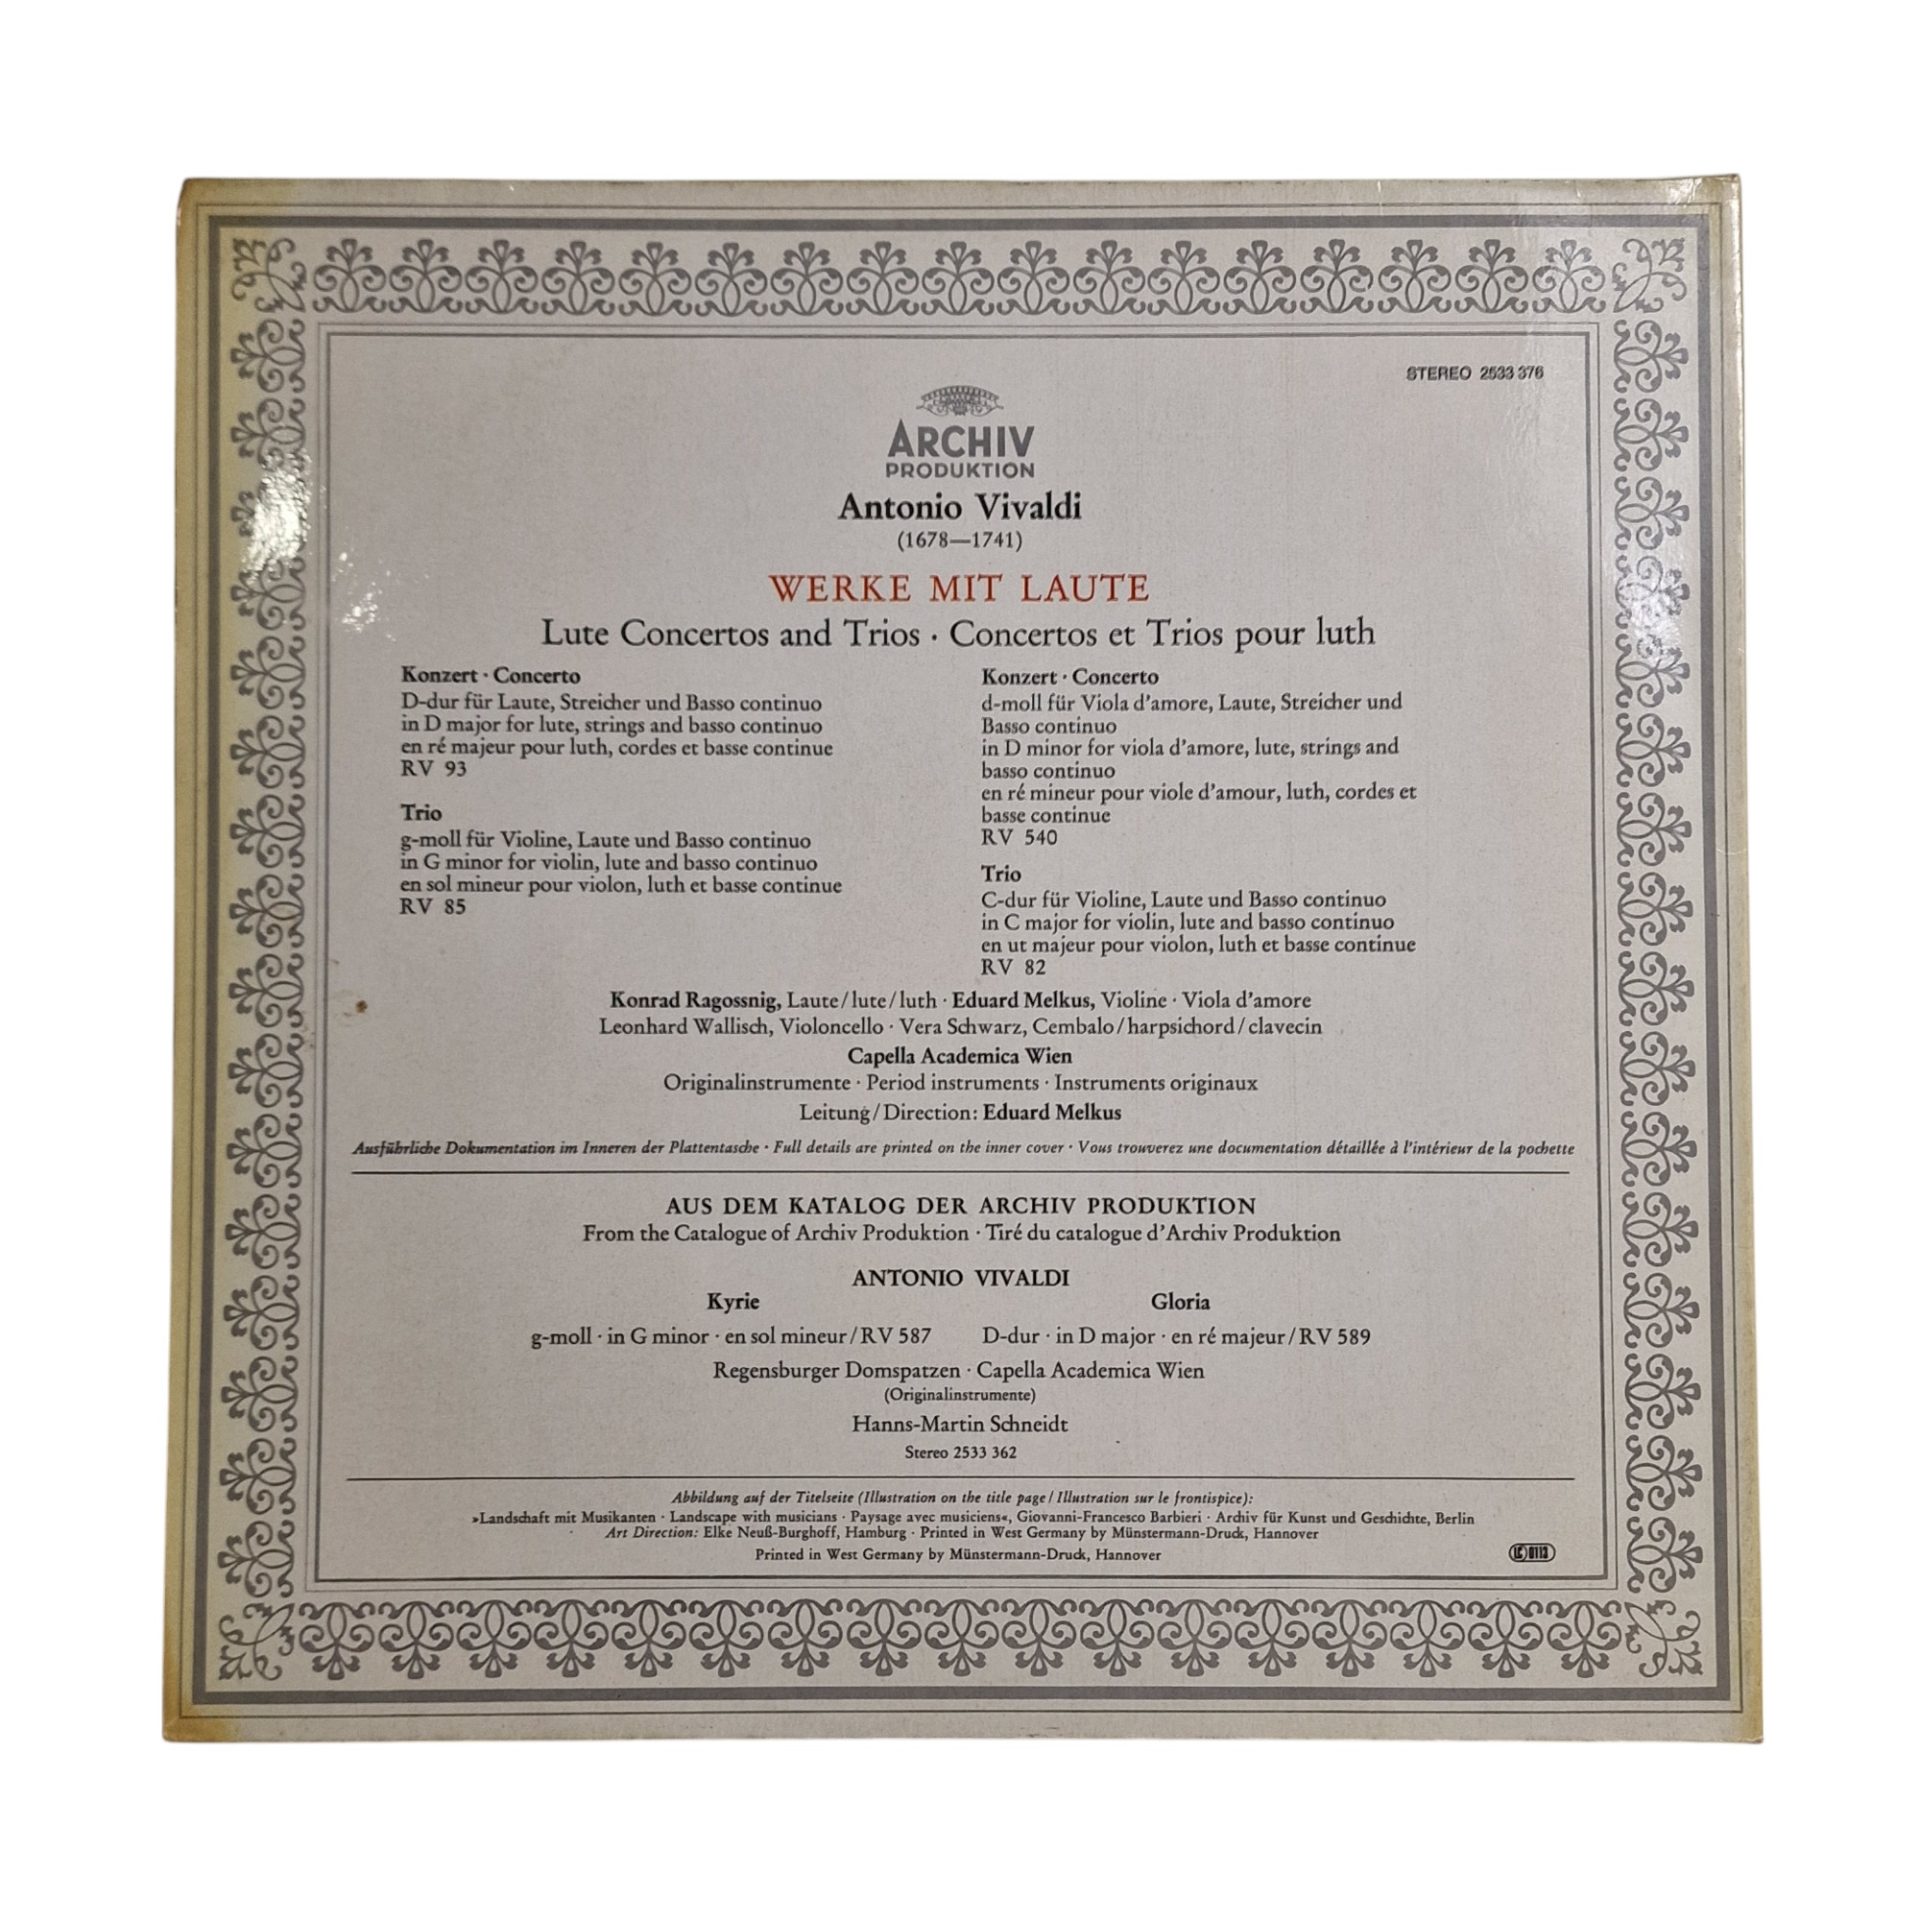 STEREO 2533 376
ARCHIV
PRODUKTION
Antonio Vivaldi
(1678—1741)
WERKE MIT LAUTE
Lute Concertos and Trios · Concertos et Trios pour luth
Konzert · Concerto
D-dur für Laute, Streicher und Basso continuo
in D major for lute, strings and basso continuo
en ré majeur pour luth, cordes et basse continue
RV 93
Trio
g-moll für Violine, Laute und Basso continuo
in G minor for violin, lute and basso continuo
en sol mineur pour violon, luth et basse continue
RV 85
Konzert · Concerto
d-moll für Viola d'amore, Laute, Streicher und
Basso continuo
in D minor for viola d'amore, lute, strings and
basso continuo
en ré mineur pour viole d'amour, luth, cordes et
basse continue
RV 540
Trio
C-dur für Violine, Laute und Basso continuo
in C major for violin, lute and basso continuo
en ut majeur pour violon, luth et basse continue
RV 82
Konrad Ragossnig, Laute/lute/luth · Eduard Melkus, Violine · Viola d'amore
Leonhard Wallisch, Violoncello · Vera Schwarz, Cembalo/harpsichord/clavecin
Capella Academica Wien
Originalinstrumente · Period instruments · Instruments originaux
Leitung/Direction: Eduard Melkus
Ausführliche Dokumentation im Inneren der Plattentasche · Full details are printed on the inner cover · Vous trouverez une documentation détaillée à l'intérieur de la pochette
AUS DEM KATALOG DER ARCHIV PRODUKTION
From the Catalogue of Archiv Produktion · Tiré du catalogue d'Archiv Produktion
ANTONIO VIVALDI
Kyrie
g-moll · in G minor · en sol mineur/RV 587
Gloria
D-dur · in D major · en ré majeur/RV 589
Regensburger Domspatzen · Capella Academica Wien
(Originalinstrumente)
Hanns-Martin Schneidt
Stereo 2533 362
Abbildung auf der Titelseite (Illustration on the title page/Illustration sur le frontispice):
»Landschaft mit Musikanten · Landscape with musicians · Paysage avec musiciens«, Giovanni-Francesco Barbieri · Archiv für Kunst und Geschichte, Berlin
Art Direction: Elke Neuß-Burghoff, Hamburg · Printed in West Germany by Münstermann-Druck, Hannover
Printed in West Germany by Münstermann-Druck, Hannover
LC 0113